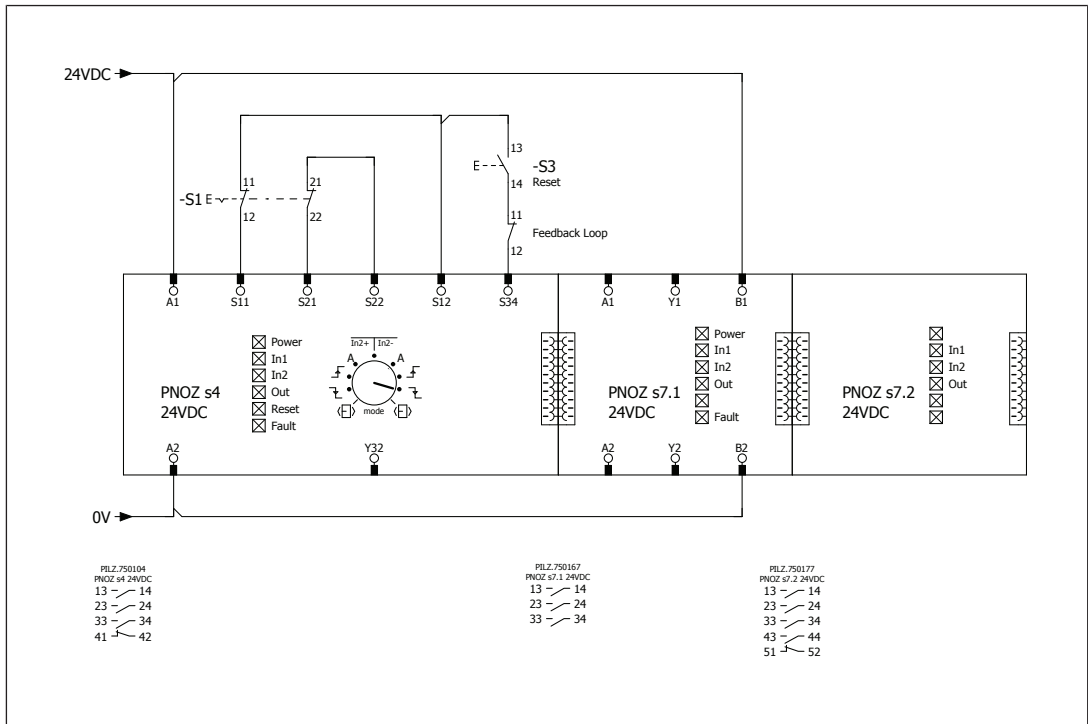 24VDC
13
-S3
14
Reset
11
21
-S1
E
12
22
E
11
Feedback Loop
12
A1
S11
S21
S22
S12
S34
A1
Y1
B1
Power
In1
In2
Out
Reset
Fault
In2+
In2-
A
A
mode
PNOZ s4
24VDC
Power
In1
In2
Out
Fault
PNOZ s7.1
24VDC
In1
In2
Out
PNOZ s7.2
24VDC
A2
Y32
A2
Y2
B2
0V
PILZ.750104
PNOZ s4 24VDC
13 14
23 24
33 34
41 42
PILZ.750167
PNOZ s7.1 24VDC
13 14
23 24
33 34
PILZ.750177
PNOZ s7.2 24VDC
13 14
23 24
33 34
43 44
51 52